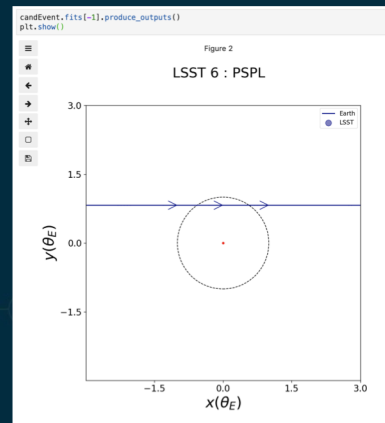 candEvent.fits[-1].produce_outputs()
plt.show()
Figure 2
LSST 6 : PSPL
Earth
LSST
3.0
1.5
0.0
−1.5
y(θE)
−1.5 0.0 1.5 3.0
x(θE)